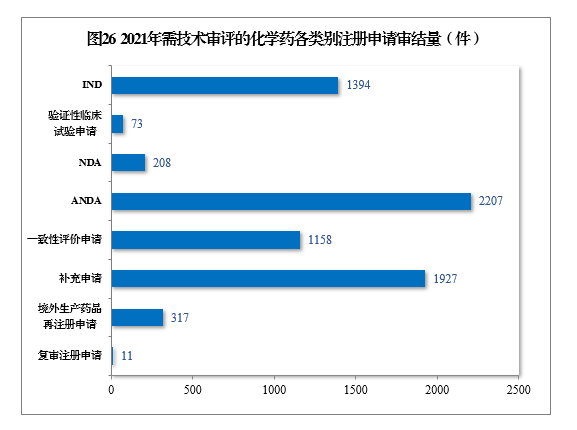 图26 2021年需技术审评的化学药各类别注册申请审结量（件）
IND
1394
验证性临床
试验申请
73
NDA
208
ANDA
2207
一致性评价申请
1158
补充申请
1927
境外生产药品
再注册申请
317
复审注册申请
11
0 500 1000 1500 2000 2500